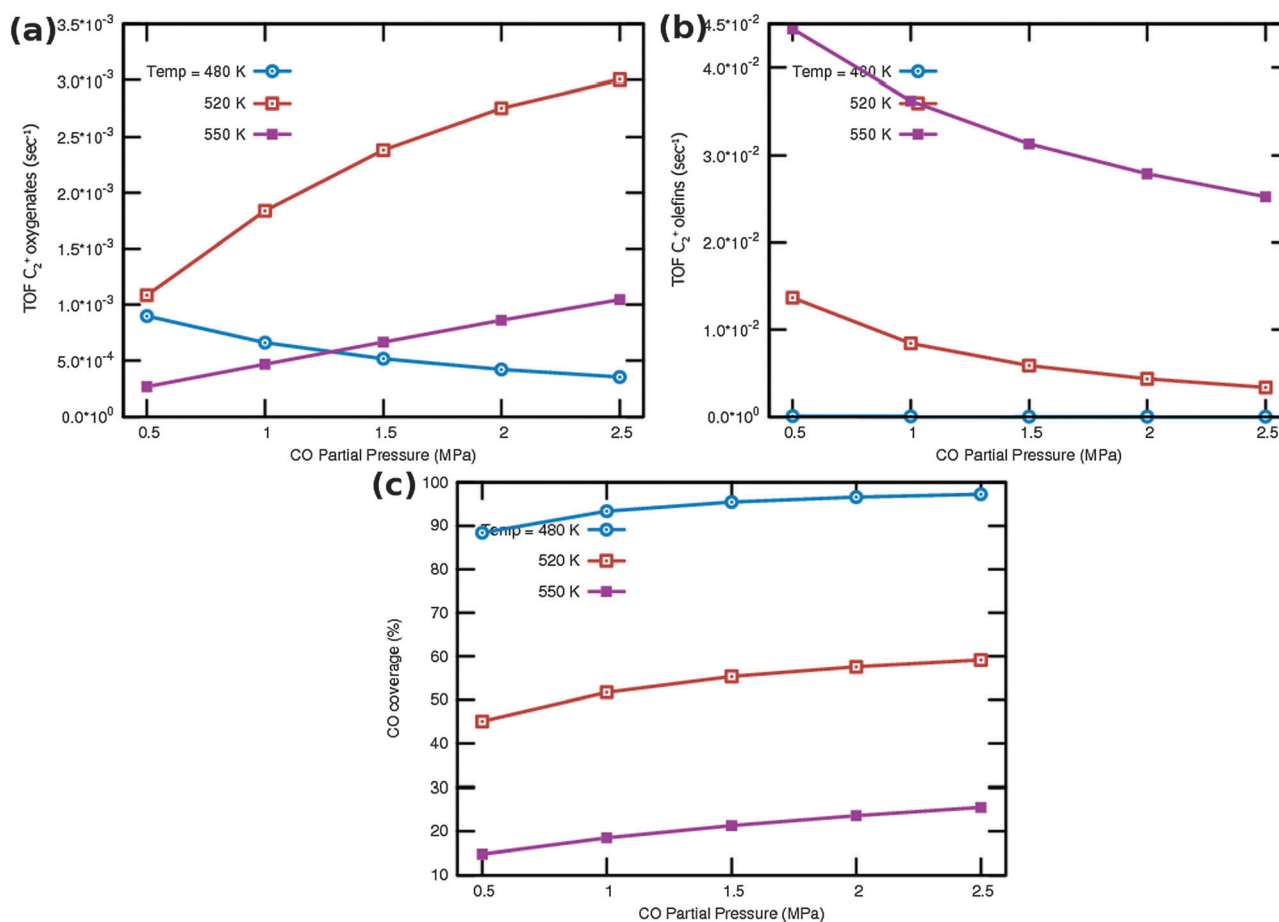 (a)
3.5*10⁻³
3.0*10⁻³
2.5*10⁻³
2.0*10⁻³
1.5*10⁻³
1.0*10⁻³
5.0*10⁻⁴
0.0*10⁰
TOF C₂⁺ oxygenates (sec⁻¹)
Temp = 480 K
520 K
550 K
0.5 1 1.5 2 2.5
CO Partial Pressure (MPa)
(b)
4.5*10⁻²
4.0*10⁻²
3.0*10⁻²
2.0*10⁻²
1.0*10⁻²
0.0*10⁰
TOF C₂⁺ olefins (sec⁻¹)
Temp = 480 K
520 K
550 K
0.5 1 1.5 2 2.5
CO Partial Pressure (MPa)
(c)
100
90
80
70
60
50
40
30
20
10
CO coverage (%)
Temp = 480 K
520 K
550 K
0.5 1 1.5 2 2.5
CO Partial Pressure (MPa)